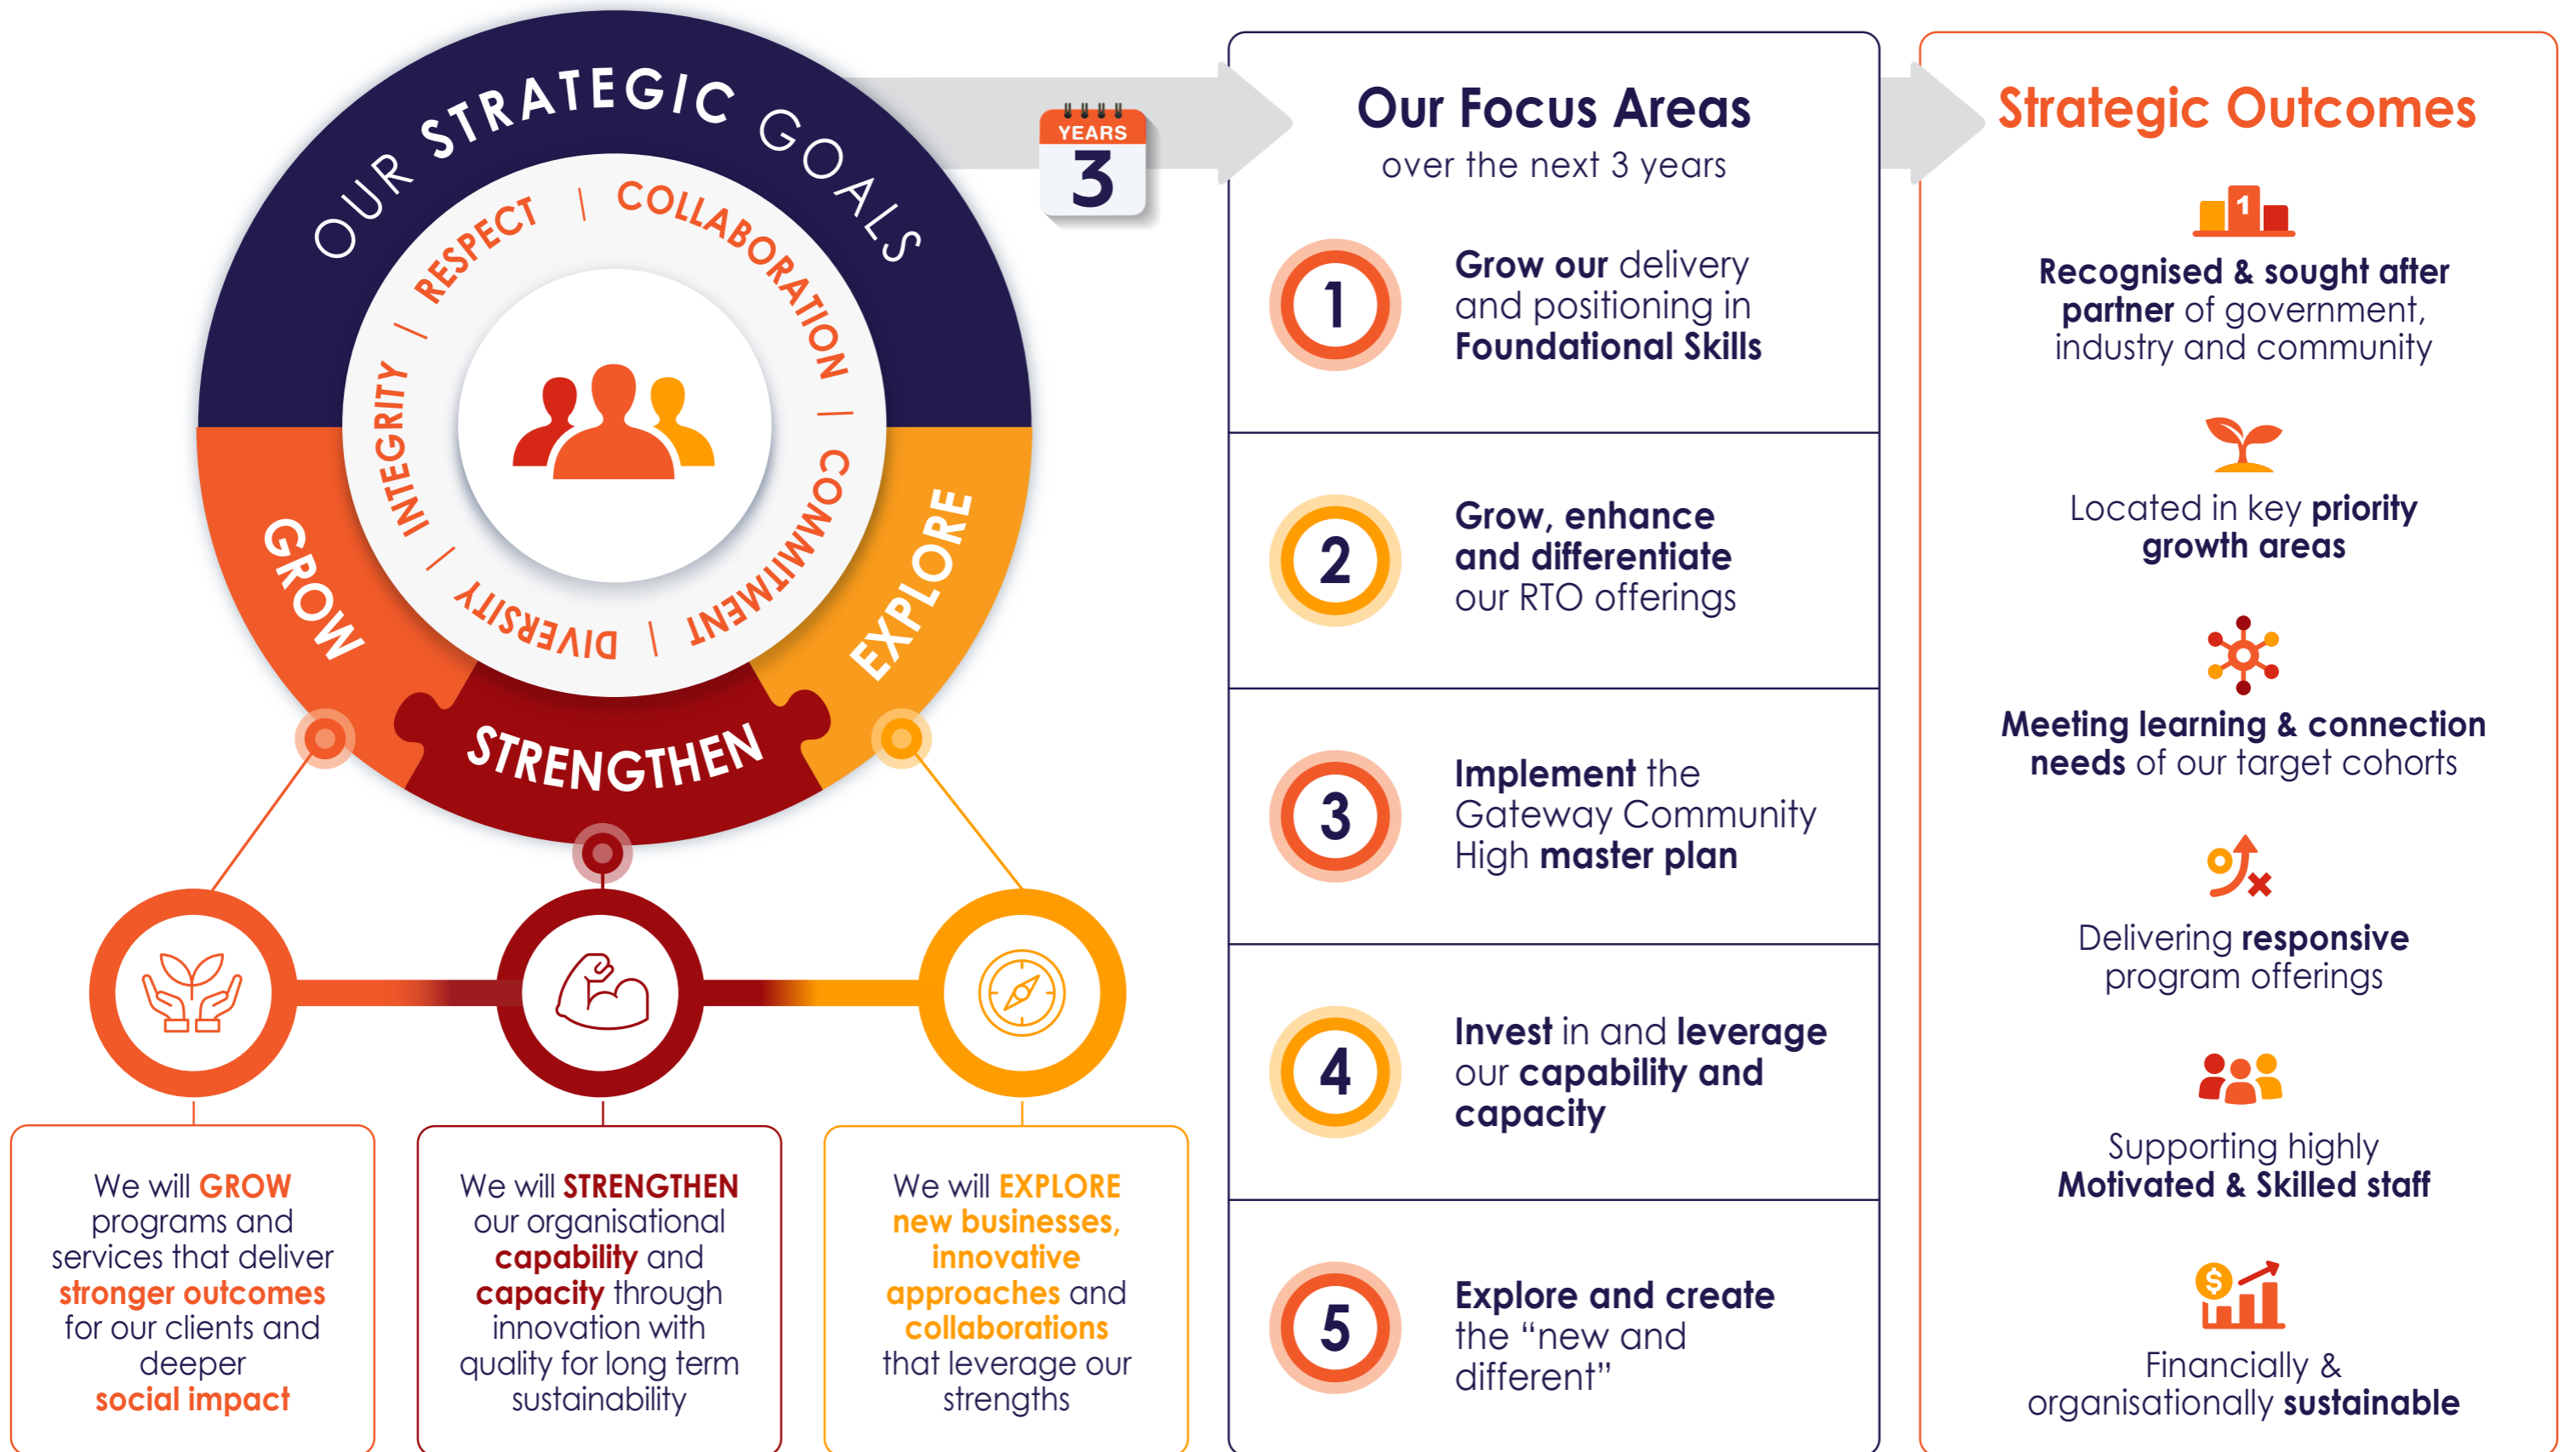 OUR STRATEGIC GOALS
RESPECT | COLLABORATION | COMMITMENT | DIVERSITY | INTEGRITY |
GROW
STRENGTHEN
EXPLORE
We will GROW
programs and
services that deliver
stronger outcomes
for our clients and
deeper
social impact
We will STRENGTHEN
our organisational
capability and
capacity through
innovation with
quality for long term
sustainability
We will EXPLORE
new businesses,
innovative
approaches and
collaborations
that leverage our
strengths
YEARS
3
Our Focus Areas
over the next 3 years
1
Grow our delivery
and positioning in
Foundational Skills
2
Grow, enhance
and differentiate
our RTO offerings
3
Implement the
Gateway Community
High master plan
4
Invest in and leverage
our capability and
capacity
5
Explore and create
the “new and
different”
Strategic Outcomes
1
Recognised & sought after
partner of government,
industry and community
Located in key priority
growth areas
Meeting learning & connection
needs of our target cohorts
Delivering responsive
program offerings
Supporting highly
Motivated & Skilled staff
$
Financially &
organisationally sustainable